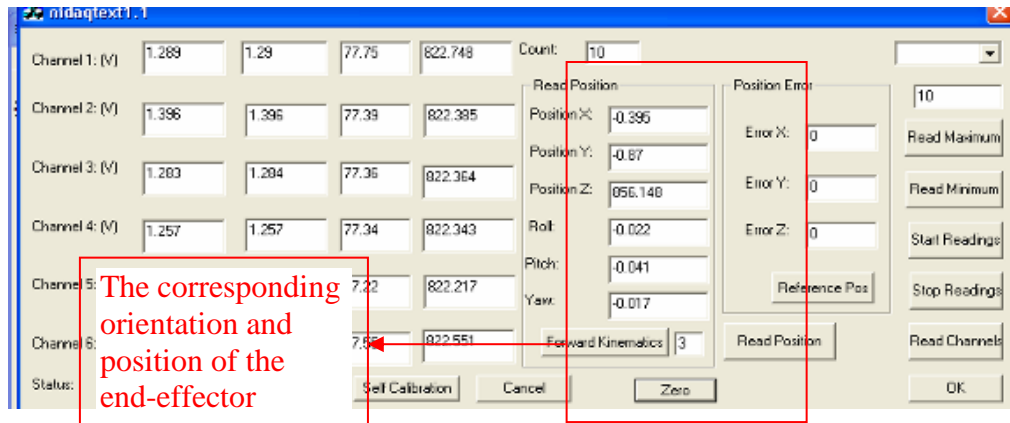 nidaqtext1.1
Channel 1: (V) 1.289 1.29 77.75 822.748 Count: 10
Read Position Position Error
Channel 2: (V) 1.396 1.396 77.39 822.385 Position X: -0.395 Error X: 0 10
Read Maximum
Channel 3: (V) 1.283 1.284 77.36 822.364 Position Y: -0.87
Position Z: 856.148 Error Y: 0 Read Minimum
Channel 4: (V) 1.257 1.257 77.34 822.343 Roll: -0.022 Error Z: 0 Start Readings
Pitch: -0.041
Channel 5: 822.217 Reference Pos Stop Readings
Yaw: -0.017
Channel 6: 822.551 Forward Kinematics 3 Read Position Read Channels
Status: Self Calibration Cancel Zero OK
The corresponding
orientation and
position of the
end-effector